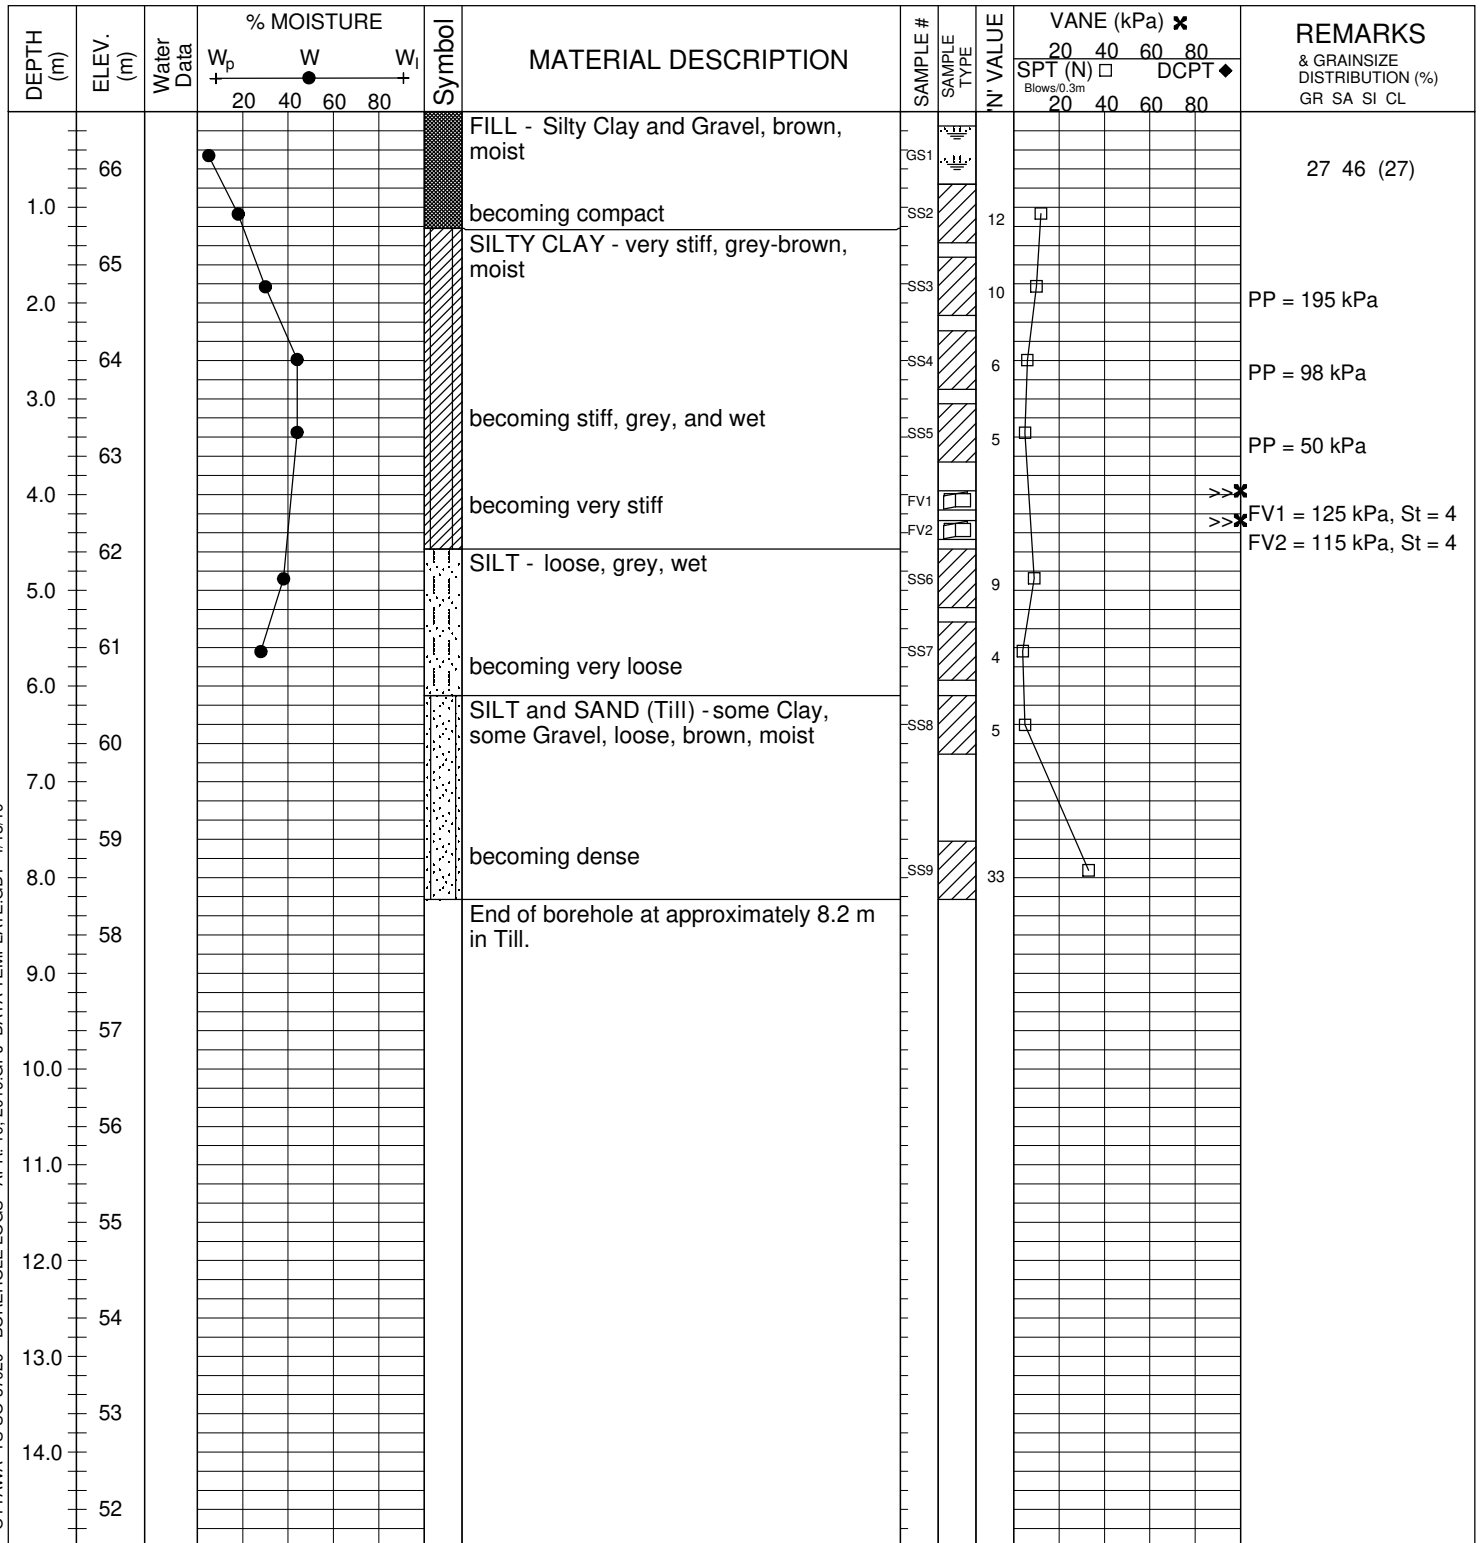 DEPTH (m)
ELEV. (m)
Water Data
% MOISTURE
Wp W Wl
20 40 60 80
Symbol
MATERIAL DESCRIPTION
SAMPLE #
SAMPLE TYPE
'N' VALUE
VANE (kPa) ✖
20 40 60 80
SPT (N) □ DCPT ◆
Blows/0.3m
20 40 60 80
REMARKS
& GRAINSIZE
DISTRIBUTION (%)
GR SA SI CL
FILL - Silty Clay and Gravel, brown,
moist
GS1
66
27 46 (27)
1.0
becoming compact
SS2
12
SILTY CLAY - very stiff, grey-brown,
moist
65
SS3
10
2.0
PP = 195 kPa
64
SS4
6
PP = 98 kPa
3.0
becoming stiff, grey, and wet
SS5
5
PP = 50 kPa
63
4.0
becoming very stiff
FV1
>>✖
FV1 = 125 kPa, St = 4
FV2
>>✖
FV2 = 115 kPa, St = 4
62
SILT - loose, grey, wet
SS6
9
5.0
61
SS7
4
becoming very loose
6.0
SILT and SAND (Till) - some Clay,
some Gravel, loose, brown, moist
SS8
5
60
7.0
59
becoming dense
SS9
33
8.0
End of borehole at approximately 8.2 m
in Till.
58
9.0
57
10.0
56
11.0
55
12.0
54
13.0
53
14.0
52